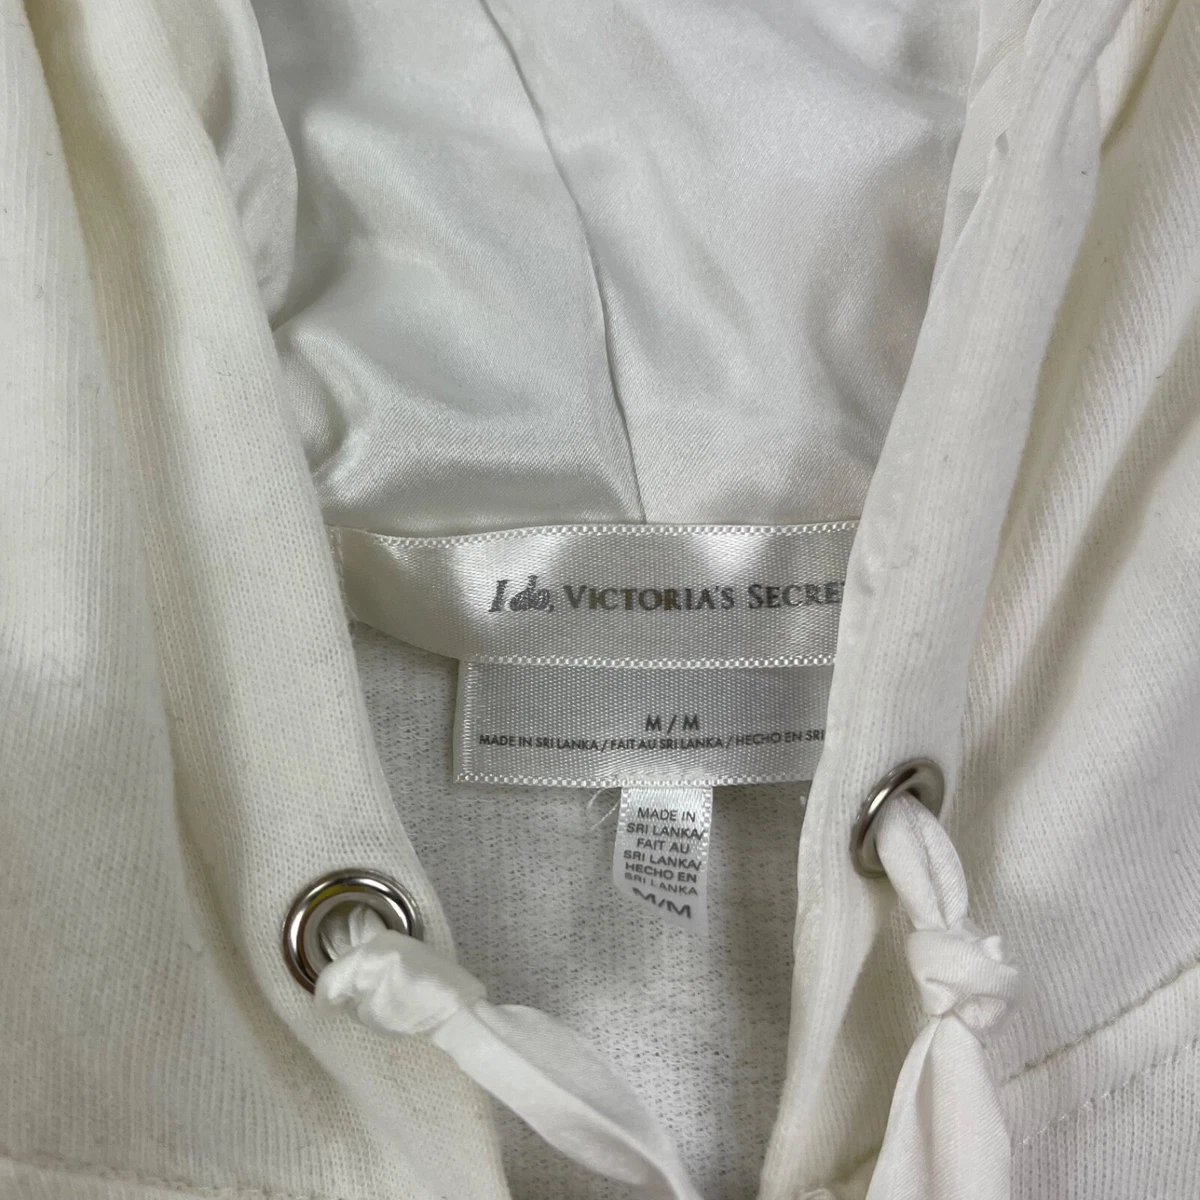 I do, VICTORIA'S SECRE
M / M
MADE IN SRI LANKA / FAIT AU SRI LANKA / HECHO EN SRI
MADE IN
SRI LANKA/
FAIT AU
SRI LANKA/
HECHO EN
SRI LANKA
M/M